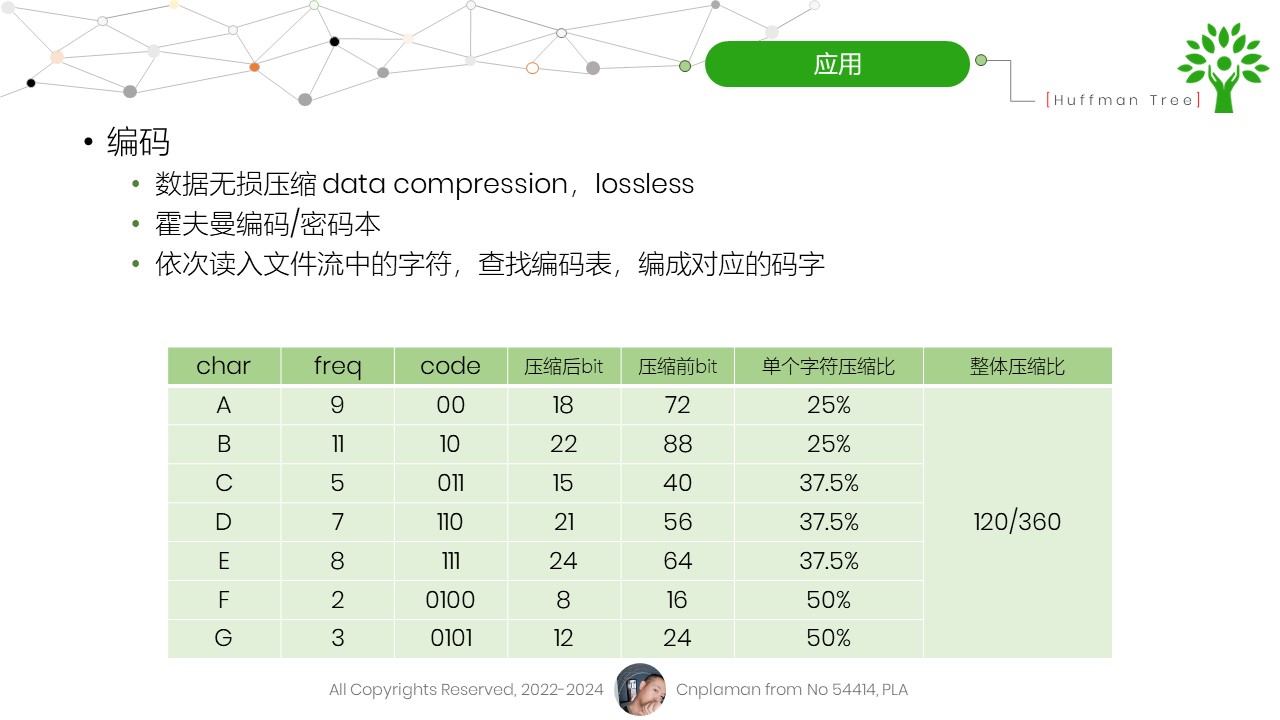 应用
[Huffman Tree]
• 编码
• 数据无损压缩 data compression，lossless
• 霍夫曼编码/密码本
• 依次读入文件流中的字符，查找编码表，编成对应的码字
char freq code 压缩后bit 压缩前bit 单个字符压缩比 整体压缩比
A 9 00 18 72 25%
B 11 10 22 88 25%
C 5 011 15 40 37.5%
D 7 110 21 56 37.5% 120/360
E 8 111 24 64 37.5%
F 2 0100 8 16 50%
G 3 0101 12 24 50%
All Copyrights Reserved, 2022-2024 Cnplaman from No 54414, PLA